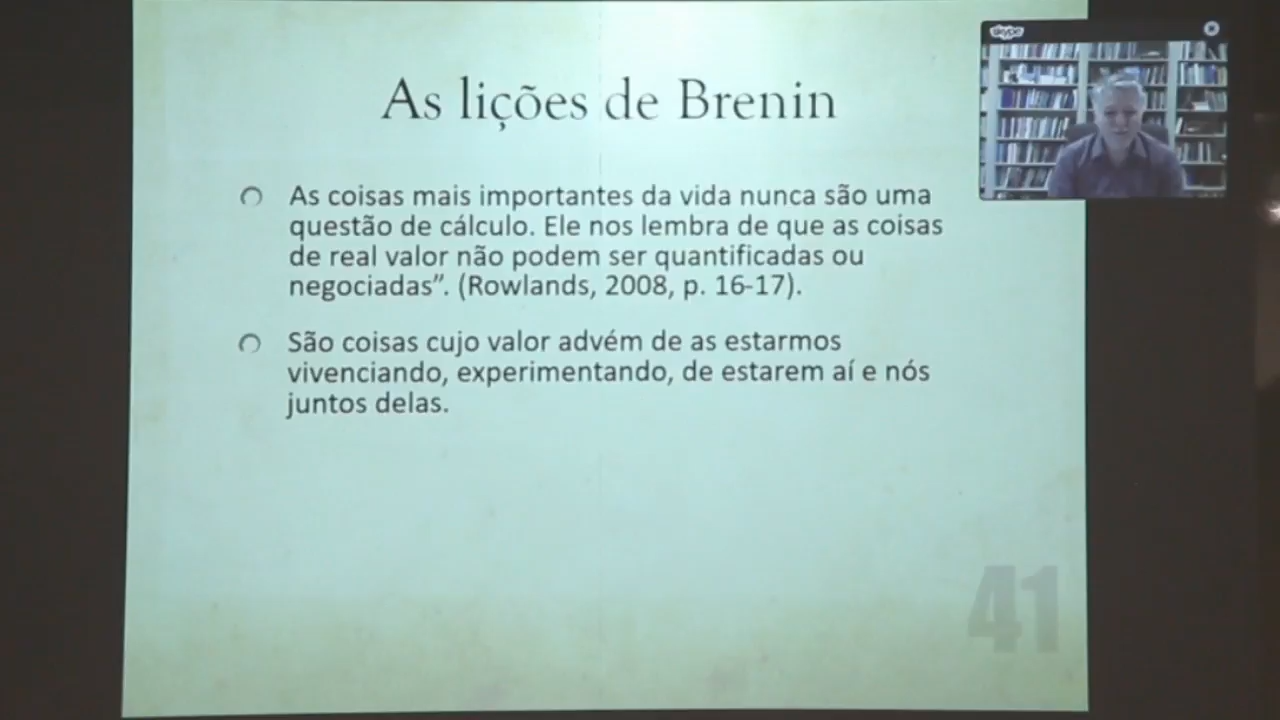 skype
As lições de Brenin
As coisas mais importantes da vida nunca são uma
questão de cálculo. Ele nos lembra de que as coisas
de real valor não podem ser quantificadas ou
negociadas”. (Rowlands, 2008, p. 16-17).
São coisas cujo valor advém de as estarmos
vivenciando, experimentando, de estarem aí e nós
juntos delas.
41